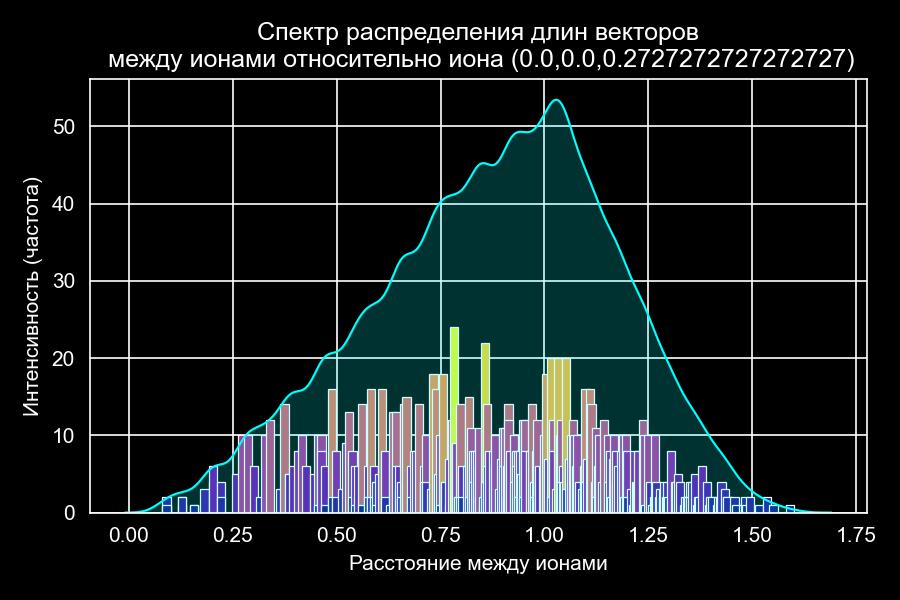 Спектр распределения длин векторов
между ионами относительно иона (0.0,0.0,0.2727272727272727)
Интенсивность (частота)
50
40
30
20
10
0
0.00 0.25 0.50 0.75 1.00 1.25 1.50 1.75
Расстояние между ионами